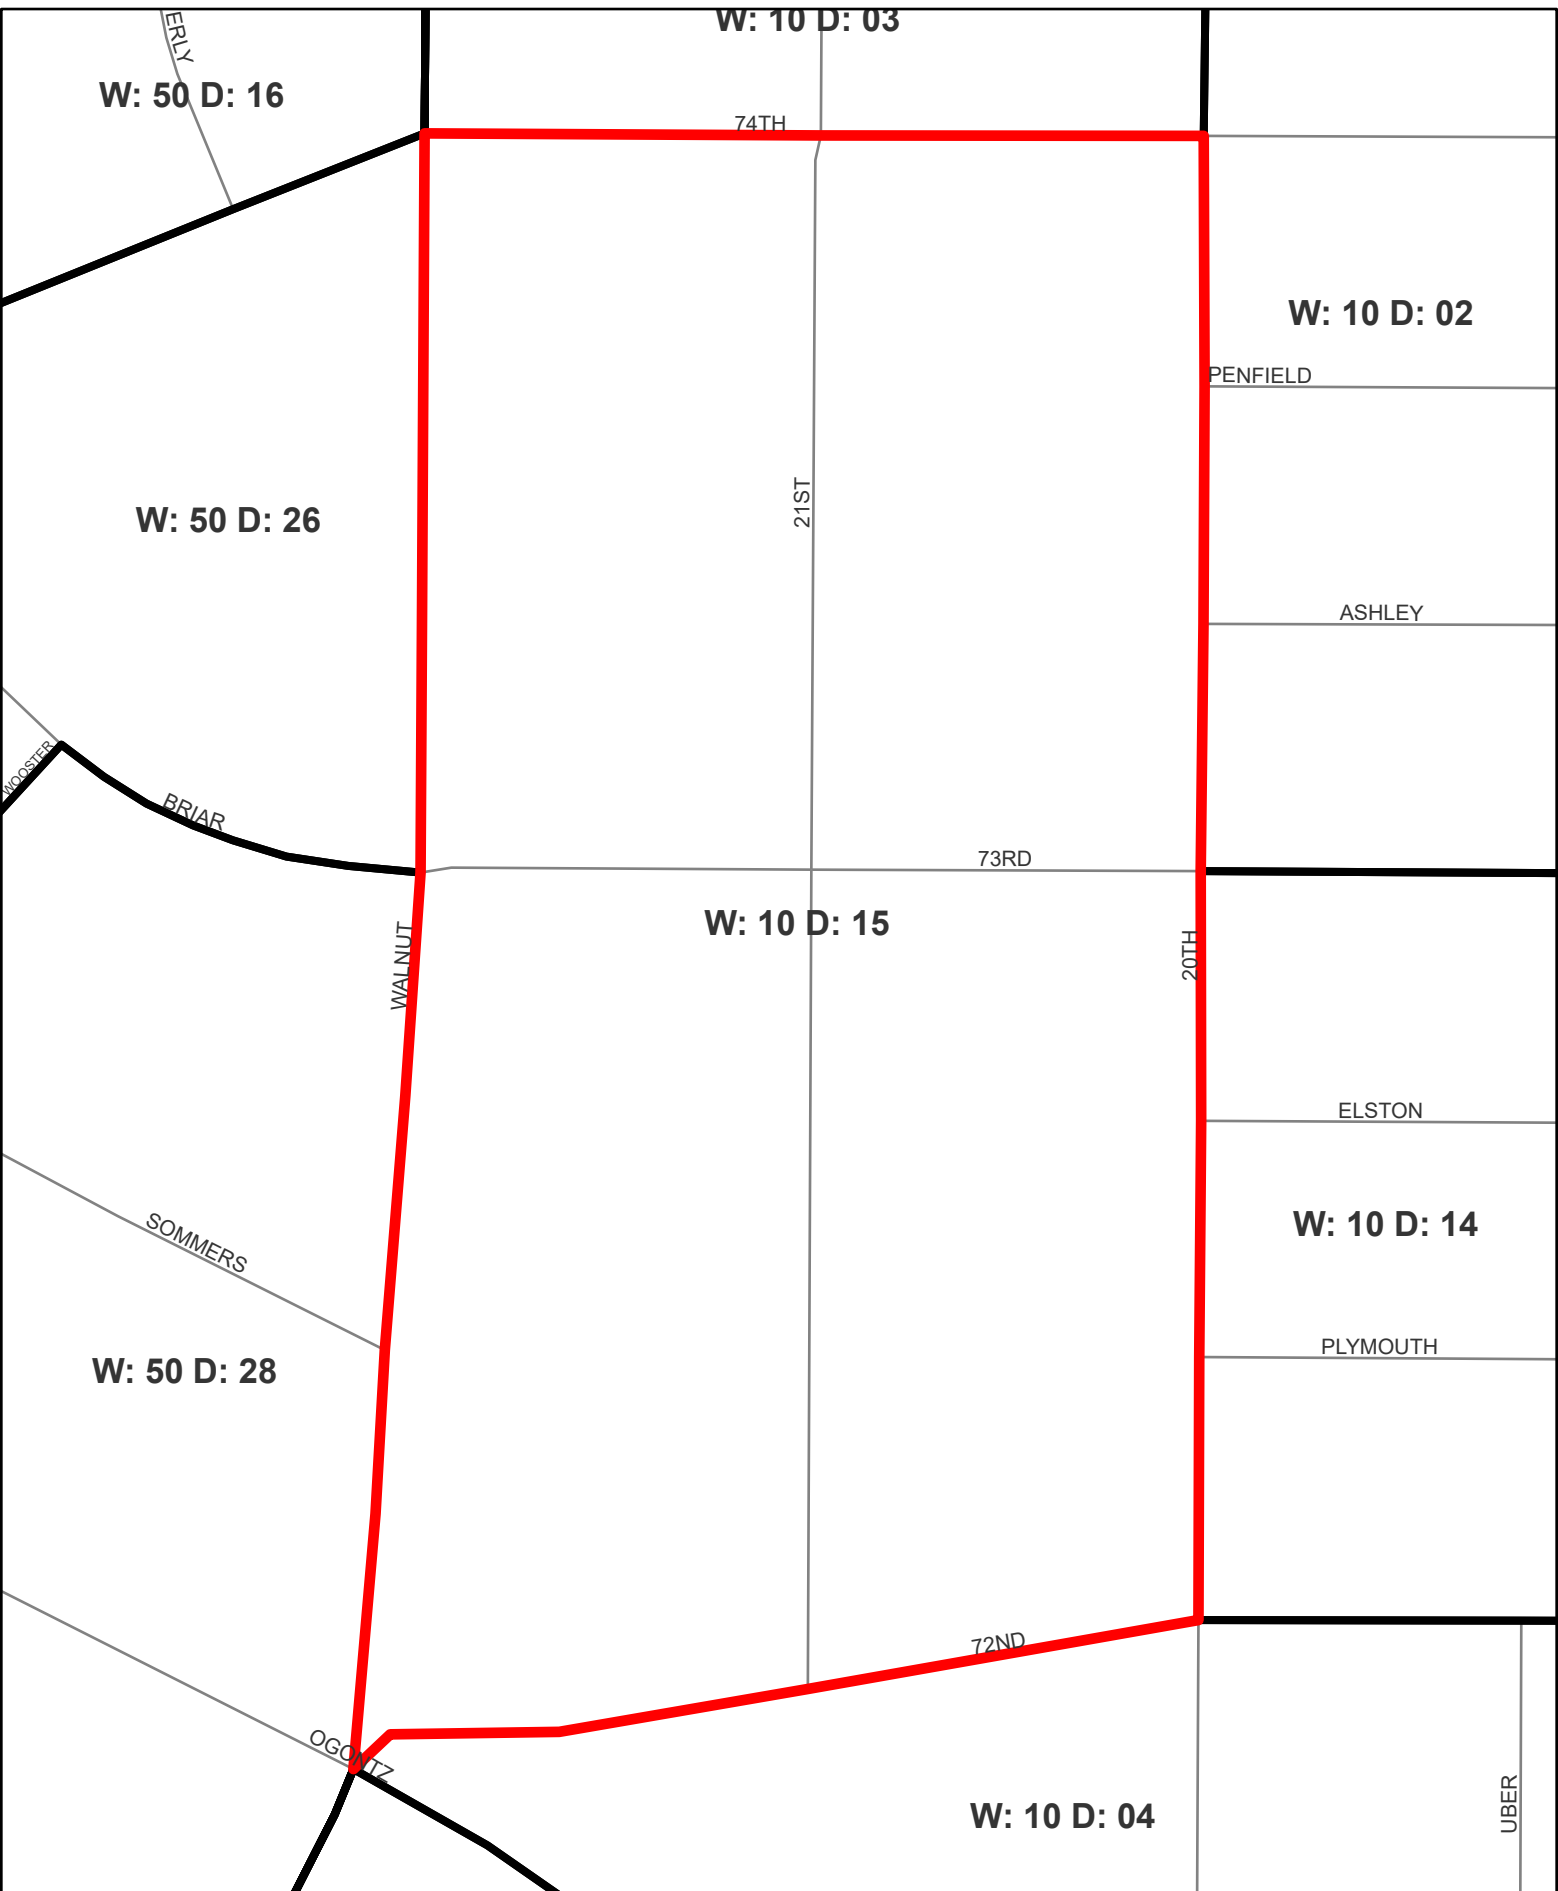 W: 10 D: 03
ERLY
W: 50 D: 16
74TH
W: 10 D: 02
PENFIELD
21ST
W: 50 D: 26
ASHLEY
WOOSTER
BRIAR
73RD
W: 10 D: 15
WALNUT
20TH
ELSTON
SOMMERS
W: 10 D: 14
PLYMOUTH
W: 50 D: 28
72ND
OGONTZ
UBER
W: 10 D: 04